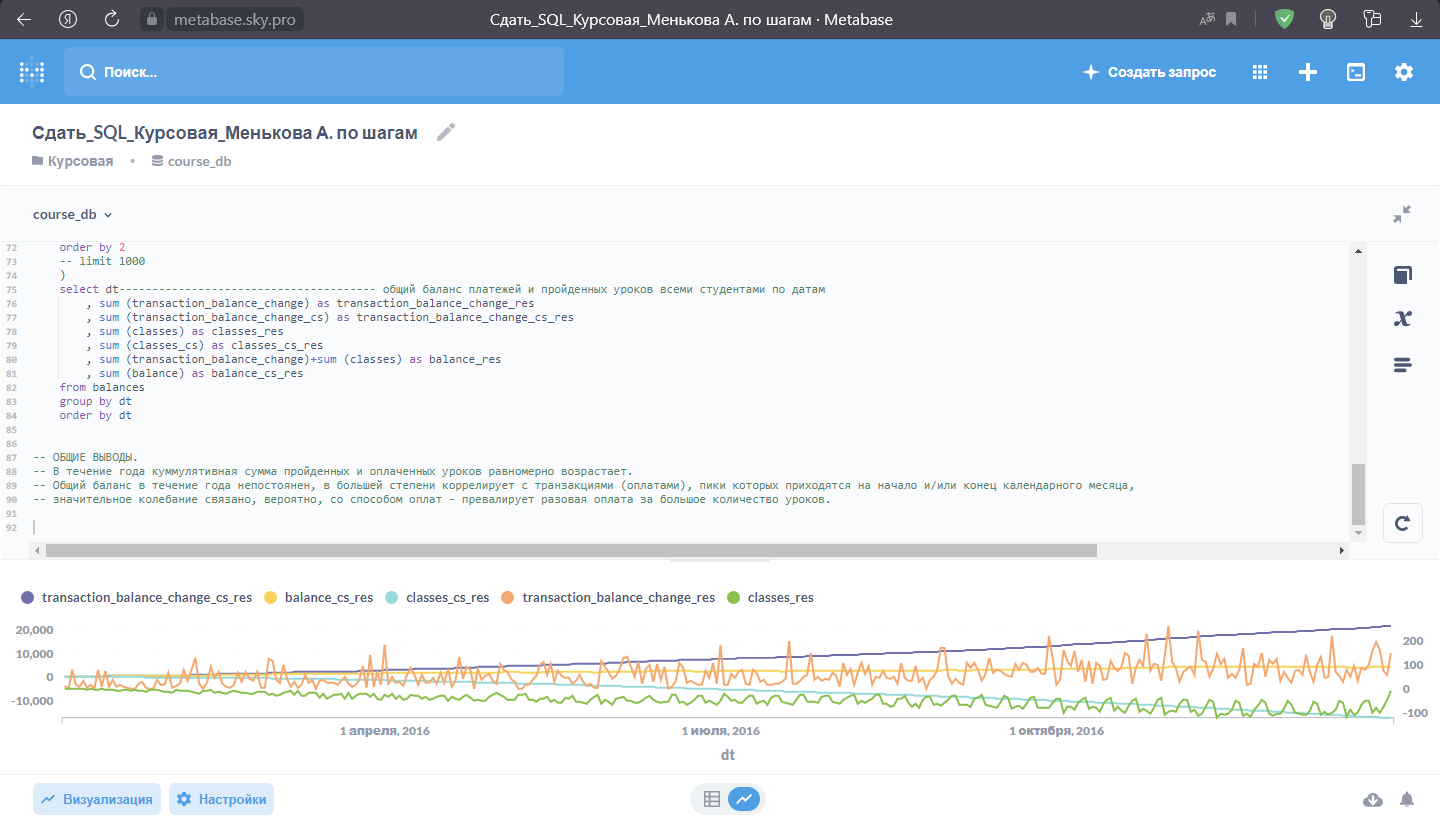 metabase.sky.pro
Сдать_SQL_Курсовая_Менькова А. по шагам · Metabase
Поиск...
Создать запрос
Сдать_SQL_Курсовая_Менькова А. по шагам
Курсовая • course_db
course_db
72 order by 2
73 -- limit 1000
74 )
75 select dt--------------------------------------- общий баланс платежей и пройденных уроков всеми студентами по датам
76 , sum (transaction_balance_change) as transaction_balance_change_res
77 , sum (transaction_balance_change_cs) as transaction_balance_change_cs_res
78 , sum (classes) as classes_res
79 , sum (classes_cs) as classes_cs_res
80 , sum (transaction_balance_change)+sum (classes) as balance_res
81 , sum (balance) as balance_cs_res
82 from balances
83 group by dt
84 order by dt
85
86
87 -- ОБЩИЕ ВЫВОДЫ.
88 -- В течение года куммулятивная сумма пройденных и оплаченных уроков равномерно возрастает.
89 -- Общий баланс в течение года непостоянен, в большей степени коррелирует с транзакциями (оплатами), пики которых приходятся на начало и/или конец календарного месяца,
90 -- значительное колебание связано, вероятно, со способом оплат - превалирует разовая оплата за большое количество уроков.
91
92
transaction_balance_change_cs_res balance_cs_res classes_cs_res transaction_balance_change_res classes_res
20,000
10,000
0
-10,000
200
100
0
-100
1 апреля, 2016 1 июля, 2016 1 октября, 2016
dt
Визуализация Настройки